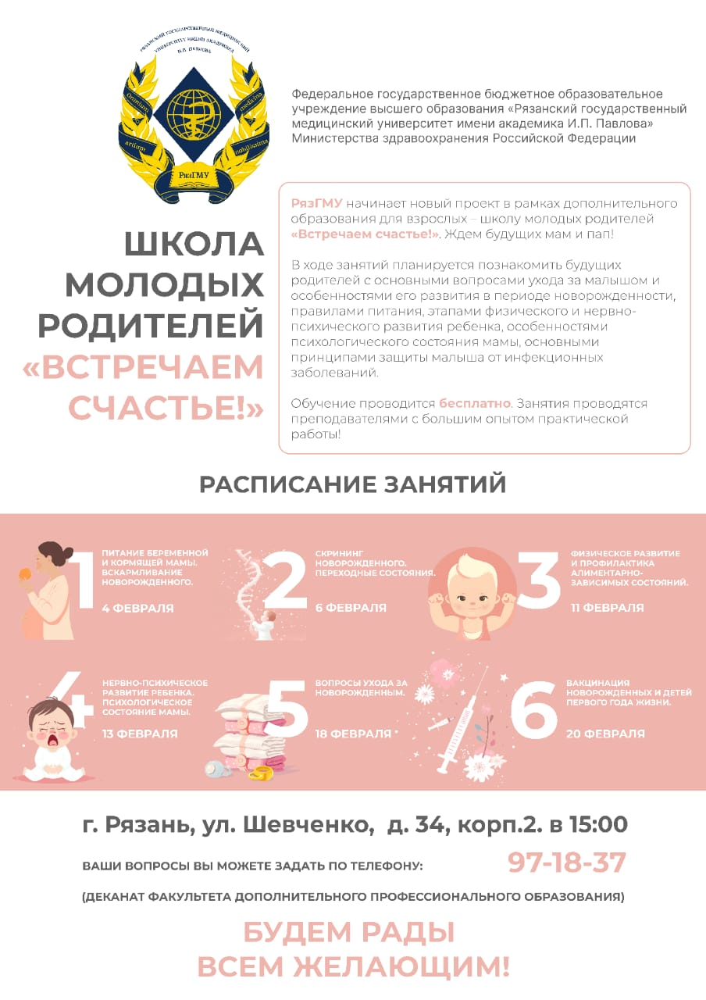 РЯЗАНСКИЙ ГОСУДАРСТВЕННЫЙ МЕДИЦИНСКИЙ
УНИВЕРСИТЕТ ИМЕНИ АКАДЕМИКА
И.П. ПАВЛОВА
Omnium
medicina
artium
nobilissima
РязГМУ
Федеральное государственное бюджетное образовательное
учреждение высшего образования «Рязанский государственный
медицинский университет имени академика И.П. Павлова»
Министерства здравоохранения Российской Федерации
ШКОЛА
МОЛОДЫХ
РОДИТЕЛЕЙ
«ВСТРЕЧАЕМ
СЧАСТЬЕ!»
РязГМУ начинает новый проект в рамках дополнительного
образования для взрослых – школу молодых родителей
«Встречаем счастье!». Ждем будущих мам и пап!
В ходе занятий планируется познакомить будущих
родителей с основными вопросами ухода за малышом и
особенностями его развития в периоде новорожденности,
правилами питания, этапами физического и нервно-
психического развития ребенка, особенностями
психологического состояния мамы, основными
принципами защиты малыша от инфекционных
заболеваний.
Обучение проводится бесплатно. Занятия проводятся
преподавателями с большим опытом практической
работы!
РАСПИСАНИЕ ЗАНЯТИЙ
1
ПИТАНИЕ БЕРЕМЕННОЙ
И КОРМЯЩЕЙ МАМЫ.
ВСКАРМЛИВАНИЕ
НОВОРОЖДЕННОГО.
4 ФЕВРАЛЯ
2
СКРИНИНГ
НОВОРОЖДЕННОГО.
ПЕРЕХОДНЫЕ СОСТОЯНИЯ.
6 ФЕВРАЛЯ
3
ФИЗИЧЕСКОЕ РАЗВИТИЕ
И ПРОФИЛАКТИКА
АЛИМЕНТАРНО-
ЗАВИСИМЫХ СОСТОЯНИЙ.
11 ФЕВРАЛЯ
4
НЕРВНО-ПСИХИЧЕСКОЕ
РАЗВИТИЕ РЕБЕНКА.
ПСИХОЛОГИЧЕСКОЕ
СОСТОЯНИЕ МАМЫ.
13 ФЕВРАЛЯ
5
ВОПРОСЫ УХОДА ЗА
НОВОРОЖДЕННЫМ.
18 ФЕВРАЛЯ
6
ВАКЦИНАЦИЯ
НОВОРОЖДЕННЫХ И ДЕТЕЙ
ПЕРВОГО ГОДА ЖИЗНИ.
20 ФЕВРАЛЯ
г. Рязань, ул. Шевченко, д. 34, корп.2. в 15:00
ВАШИ ВОПРОСЫ ВЫ МОЖЕТЕ ЗАДАТЬ ПО ТЕЛЕФОНУ: 97-18-37
(ДЕКАНАТ ФАКУЛЬТЕТА ДОПОЛНИТЕЛЬНОГО ПРОФЕССИОНАЛЬНОГО ОБРАЗОВАНИЯ)
БУДЕМ РАДЫ
ВСЕМ ЖЕЛАЮЩИМ!